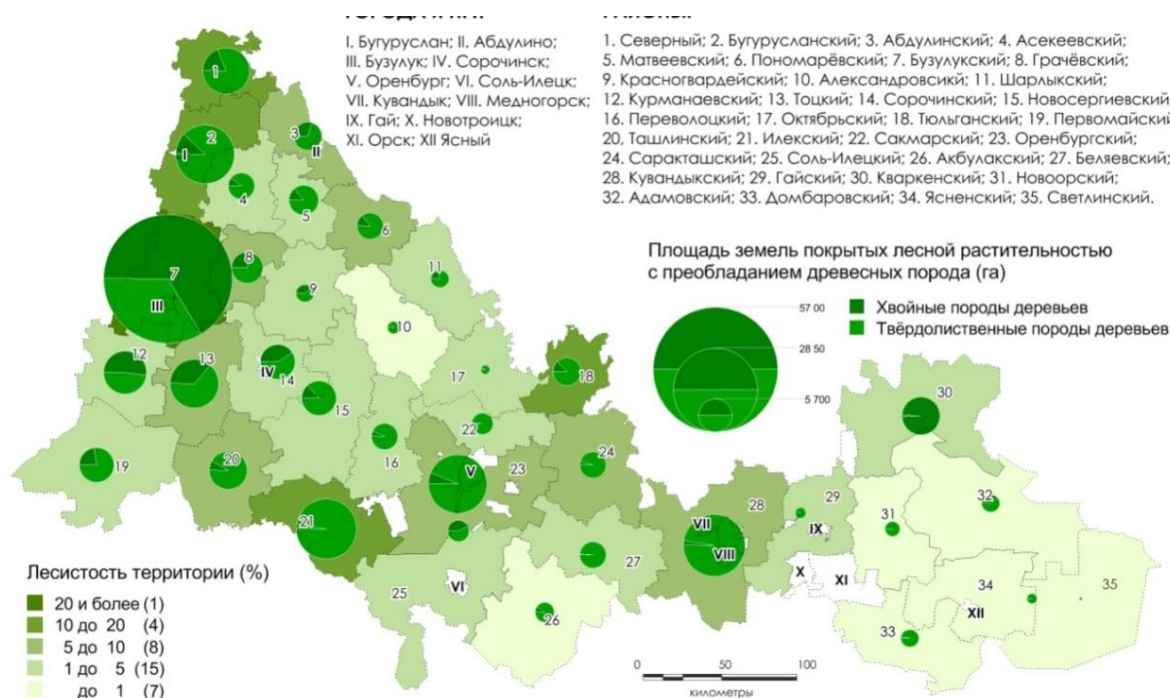 I. Бугуруслан; II. Абдулино;
III. Бузулук; IV. Сорочинск;
V. Оренбург; VI. Соль-Илецк;
VII. Кувандык; VIII. Медногорск;
IX. Гай; X. Новотроицк;
XI. Орск; XII Ясный
1. Северный; 2. Бугурусланский; 3. Абдулинский; 4. Асекеевский;
5. Матвеевский; 6. Пономарёвский; 7. Бузулукский; 8. Грачёвский;
9. Красногвардейский; 10. Александровсикй; 11. Шарлыкский;
12. Курманаевский; 13. Тоцкий; 14. Сорочинский; 15. Новосергиевский
16. Переволоцкий; 17. Октябрьский; 18. Тюльганский; 19. Первомайский
20, Ташлинский; 21. Илекский; 22. Сакмарский; 23. Оренбургский;
24. Саракташский; 25. Соль-Илецкий; 26. Акбулакский; 27. Беляевский;
28. Кувандыкский; 29. Гайский; 30. Кваркенский; 31. Новоорский;
32. Адамовский; 33. Домбаровский; 34. Ясненский; 35. Светлинский.
Площадь земель покрытых лесной растительностью
с преобладанием древесных порода (га)
57 00
28 50
5 700
Хвойные породы деревьев
Твёрдолиственные породы деревьев
1
2
I
3
II
4
5
6
7
III
8
9
10
11
12
13
IV
14
15
16
17
18
19
20
21
22
V
23
24
25
VI
26
27
VII
VIII
28
29
IX
30
31
32
X
XI
33
34
XII
35
Лесистость территории (%)
20 и более (1)
10 до 20 (4)
5 до 10 (8)
1 до 5 (15)
до 1 (7)
0 50 100
километры